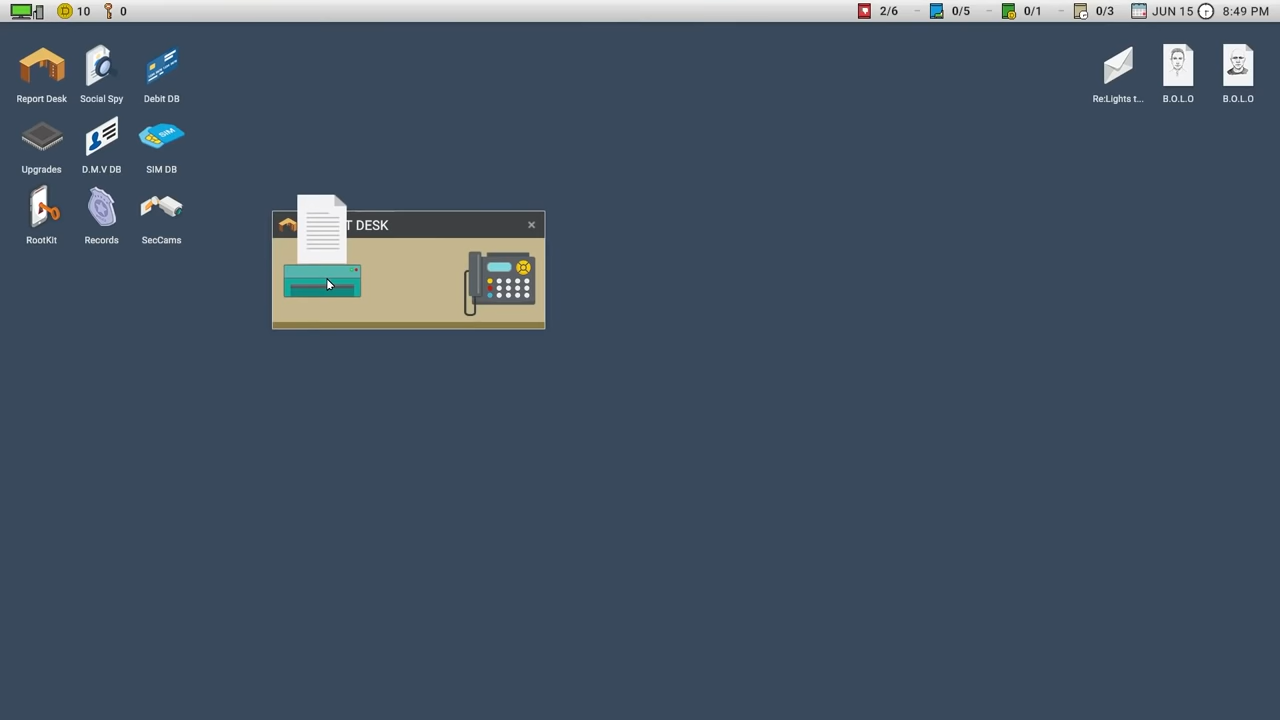 10 0 2/6 0/5 0/1 0/3 JUN 15 8:49 PM
Report Desk Social Spy Debit DB
Re:Lights t... B.O.L.O B.O.L.O
SIM
Upgrades D.M.V DB SIM DB
RootKit Records SecCams
T DESK